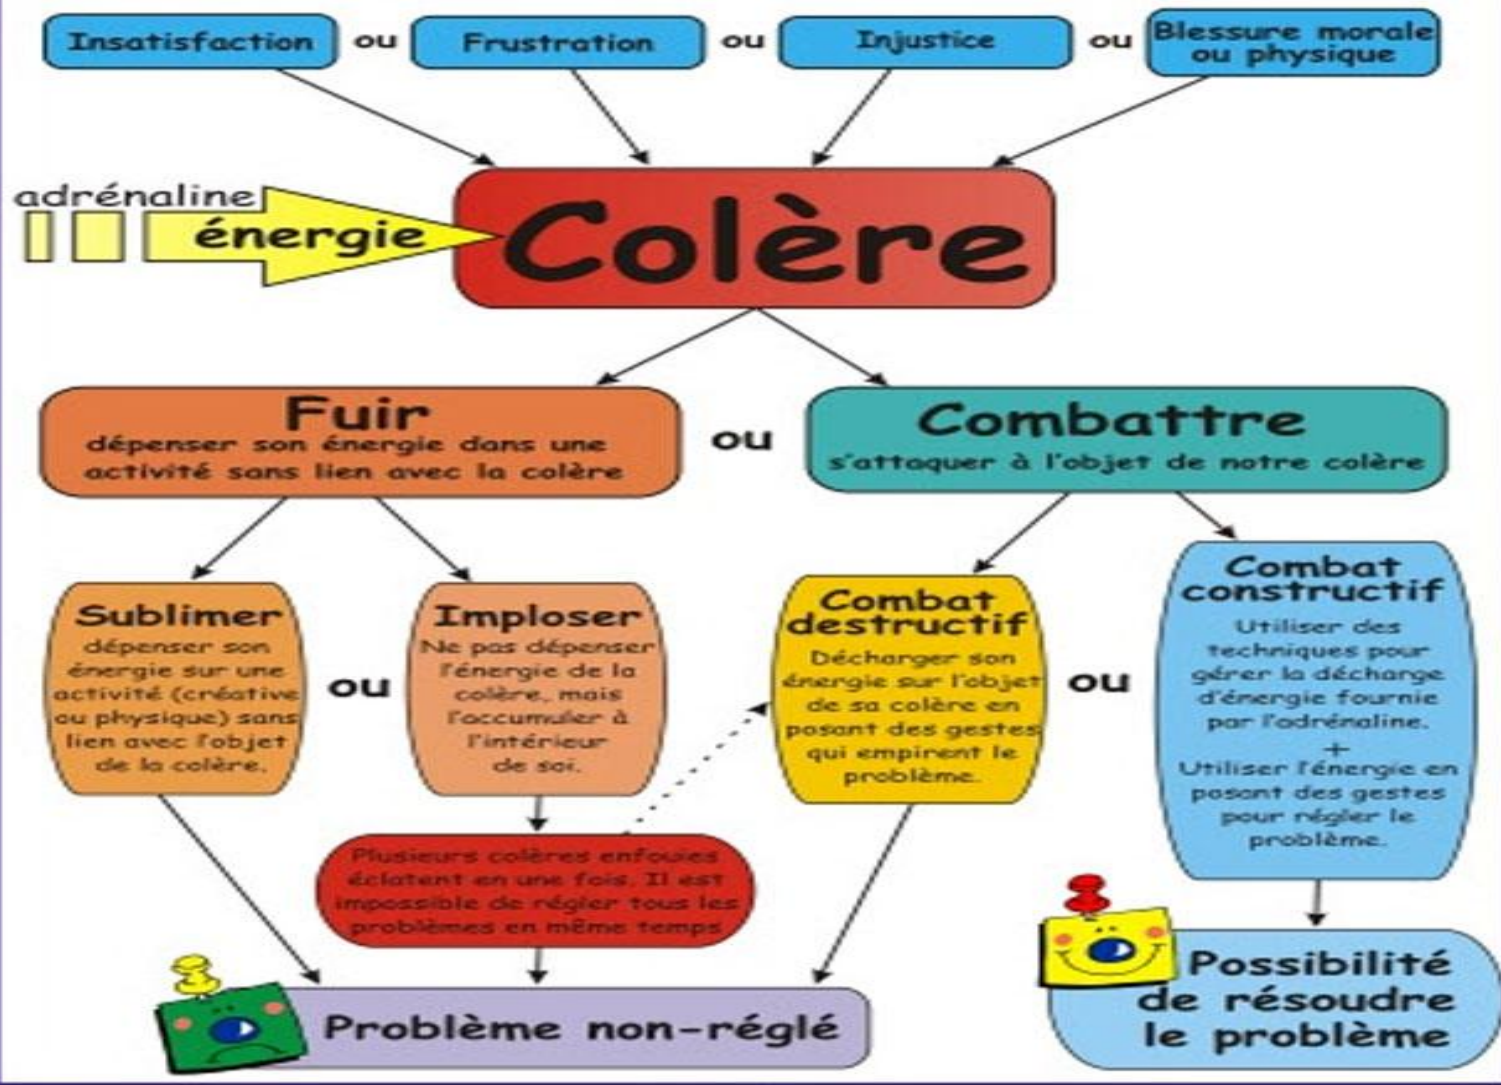 Insatisfaction ou Frustration ou Injustice ou Blessure morale
ou physique
adrénaline
énergie
Colère
Fuir
dépenser son énergie dans une
activité sans lien avec la colère
ou
Combattre
s'attaquer à l'objet de notre colère
Sublimer
dépenser son
énergie sur une
activité (créative
ou physique) sans
lien avec l'objet
de la colère.
ou
Imploser
Ne pas dépenser
l'énergie de la
colère, mais
l'accumuler à
l'intérieur
de soi.
Combat
destructif
Décharger son
énergie sur l'objet
de sa colère en
posant des gestes
qui empirent le
problème.
ou
Combat
constructif
Utiliser des
techniques pour
gérer la décharge
d'énergie fournie
par l'adrénaline.
+
Utiliser l'énergie en
posant des gestes
pour régler le
problème.
Plusieurs colères enfouies
éclatent en une fois. Il est
impossible de régler tous les
problèmes en même temps
Problème non-réglé
Possibilité
de résoudre
le problème